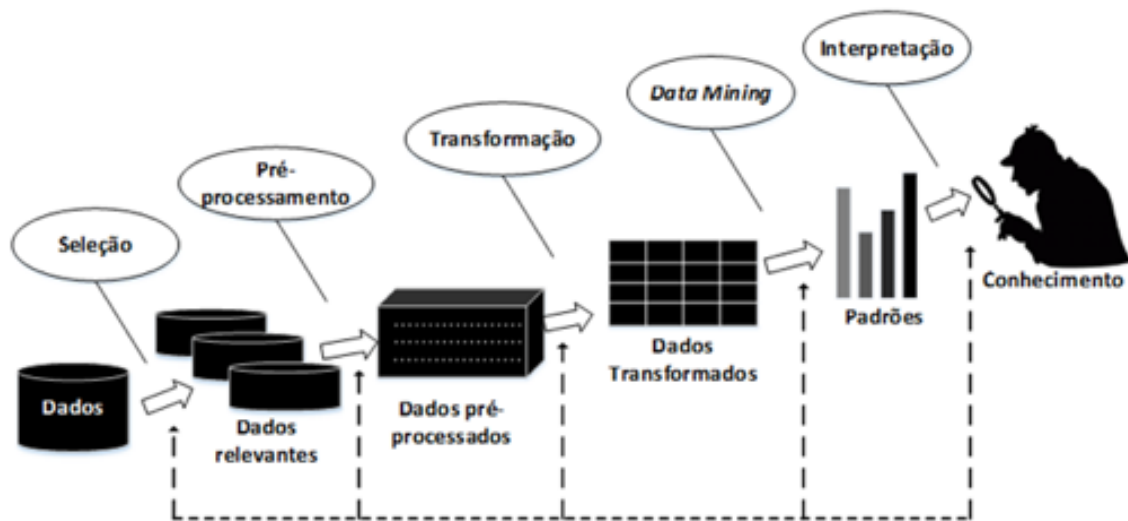 Interpretação
Data Mining
Transformação
Pré-
processamento
Seleção
Dados
Dados
relevantes
Dados pré-
processados
Dados
Transformados
Padrões
Conhecimento